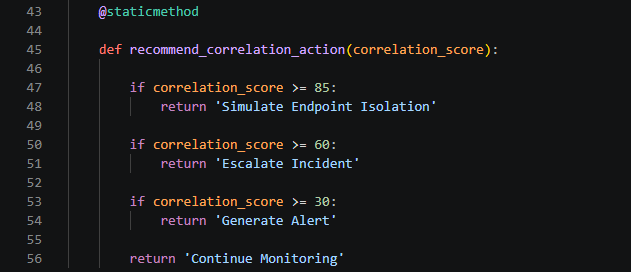 43 @staticmethod
44
45 def recommend_correlation_action(correlation_score):
46
47 if correlation_score >= 85:
48 return 'Simulate Endpoint Isolation'
49
50 if correlation_score >= 60:
51 return 'Escalate Incident'
52
53 if correlation_score >= 30:
54 return 'Generate Alert'
55
56 return 'Continue Monitoring'